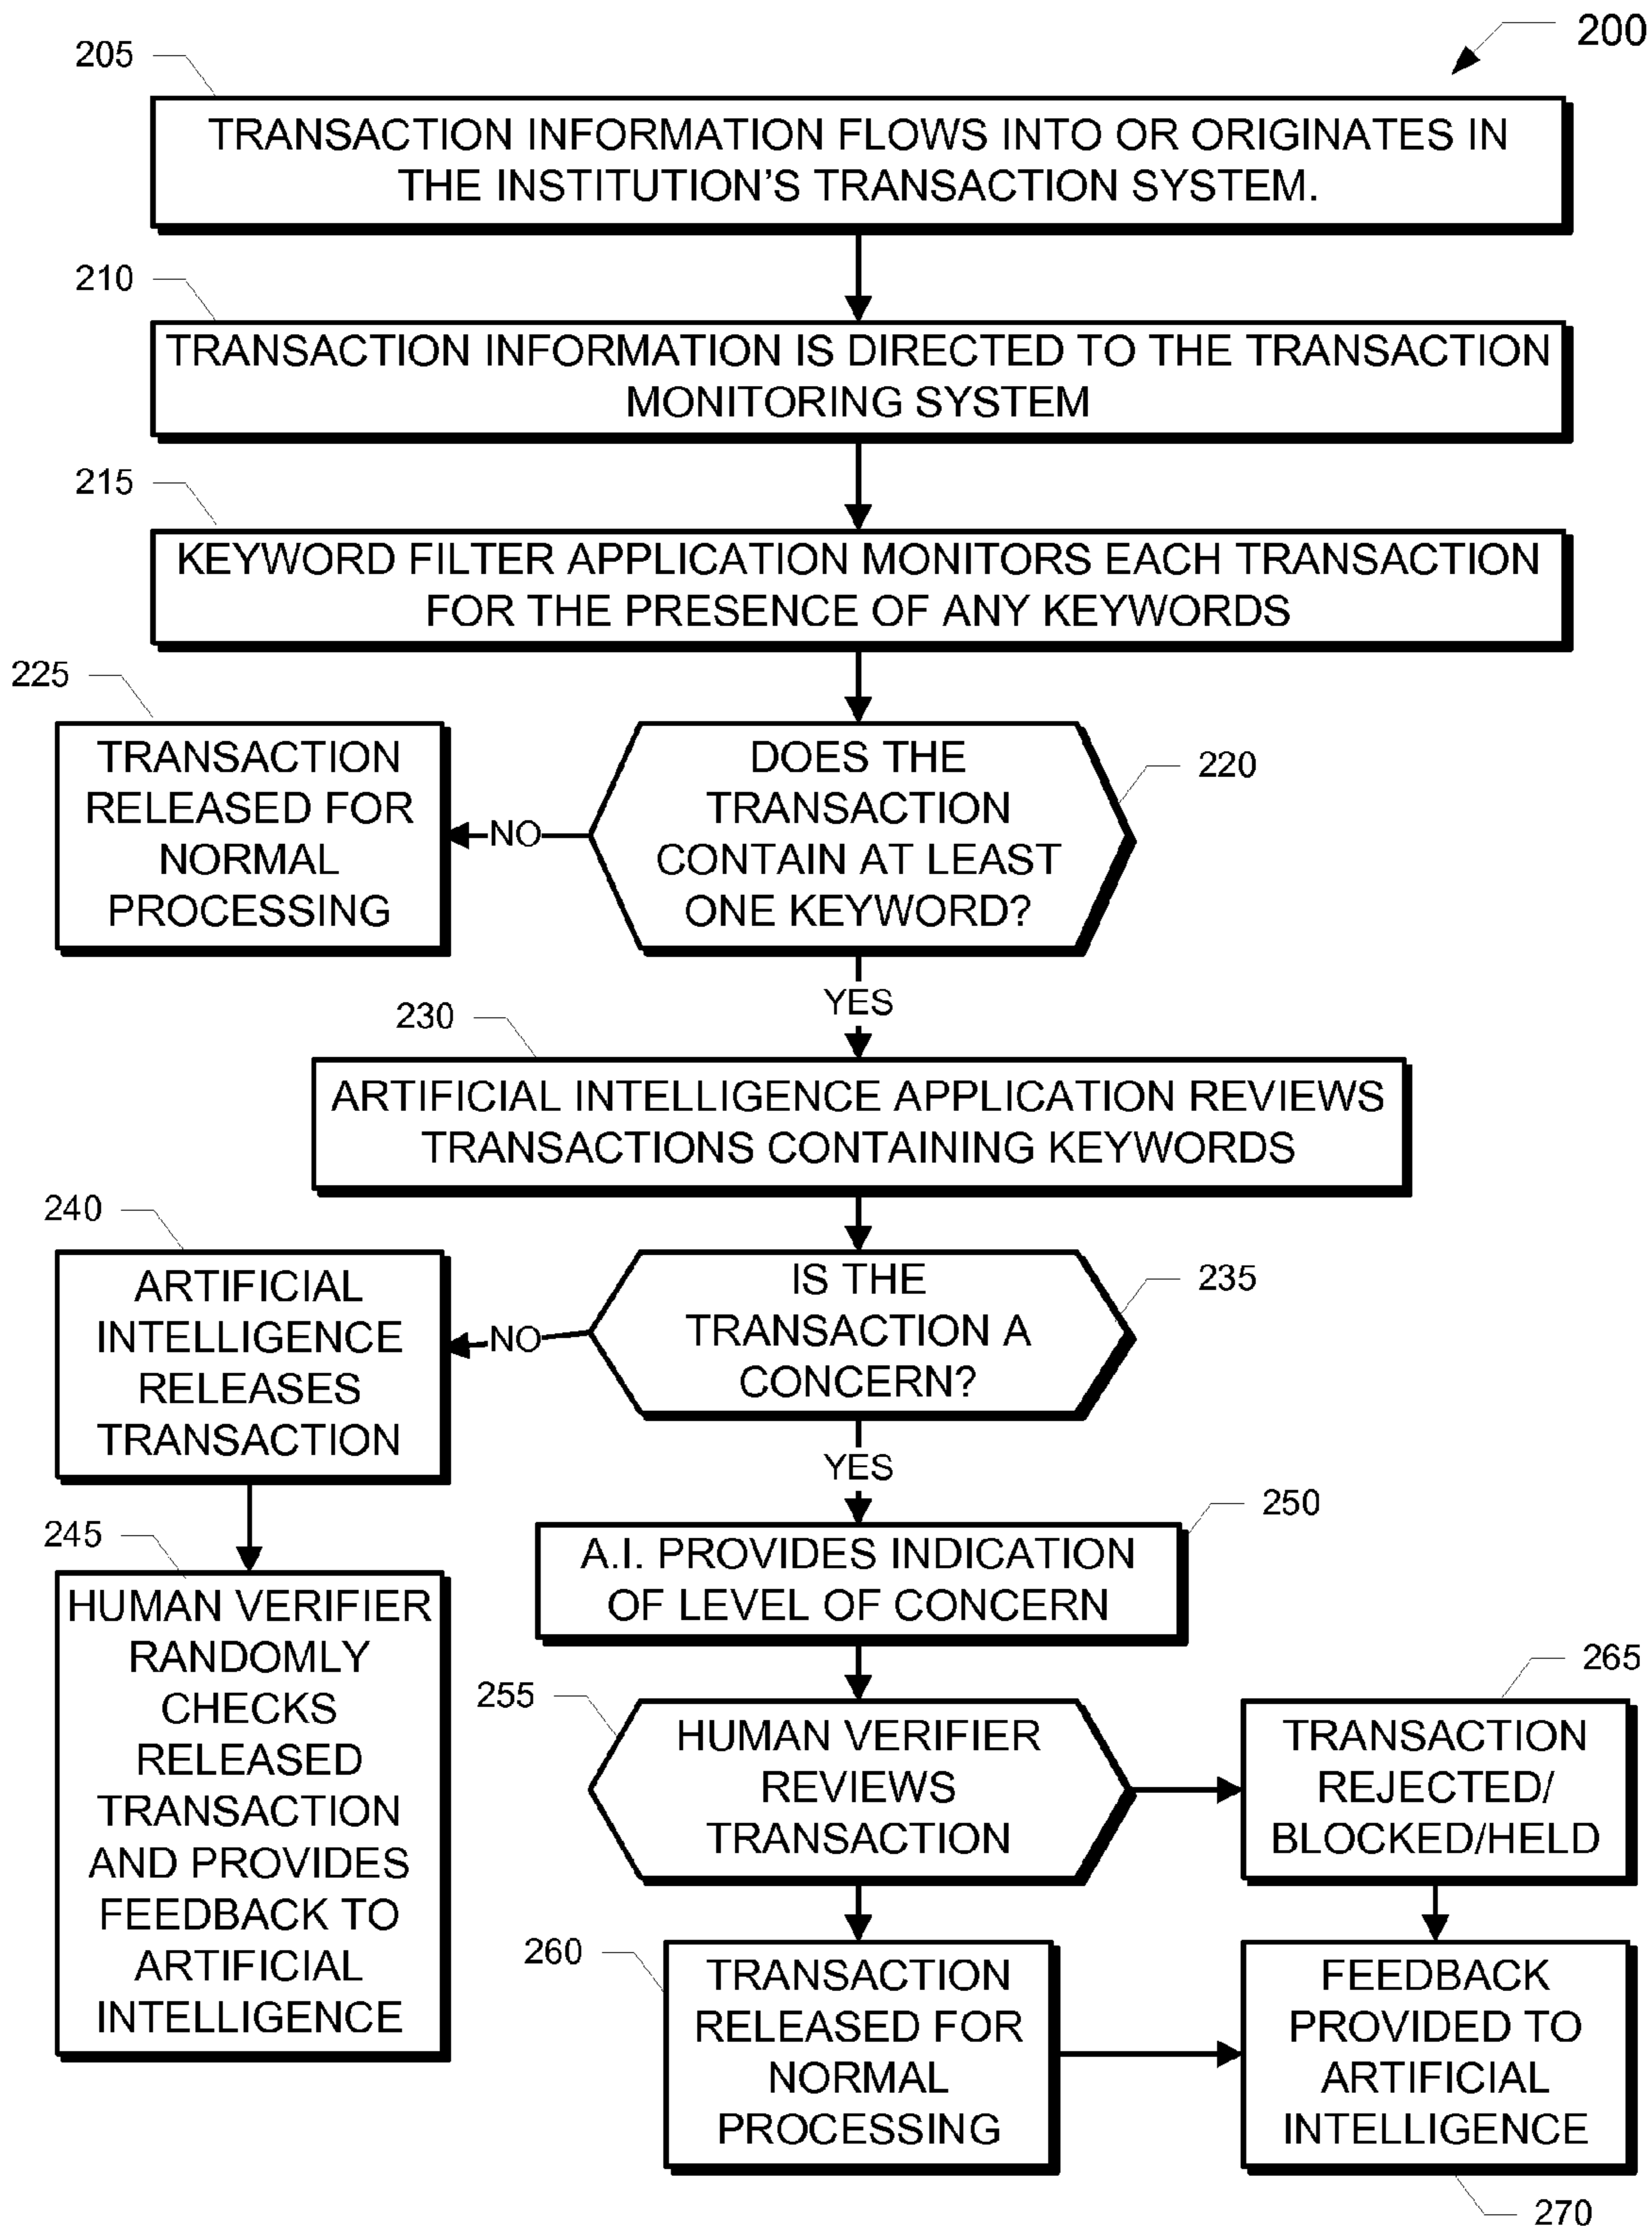 200
205
TRANSACTION INFORMATION FLOWS INTO OR ORIGINATES IN
THE INSTITUTION'S TRANSACTION SYSTEM.
210
TRANSACTION INFORMATION IS DIRECTED TO THE TRANSACTION
MONITORING SYSTEM
215
KEYWORD FILTER APPLICATION MONITORS EACH TRANSACTION
FOR THE PRESENCE OF ANY KEYWORDS
225
TRANSACTION
RELEASED FOR
NORMAL
PROCESSING
NO
DOES THE
TRANSACTION
CONTAIN AT LEAST
ONE KEYWORD?
220
YES
230
ARTIFICIAL INTELLIGENCE APPLICATION REVIEWS
TRANSACTIONS CONTAINING KEYWORDS
240
ARTIFICIAL
INTELLIGENCE
RELEASES
TRANSACTION
NO
IS THE
TRANSACTION A
CONCERN?
235
YES
245
HUMAN VERIFIER
RANDOMLY
CHECKS
RELEASED
TRANSACTION
AND PROVIDES
FEEDBACK TO
ARTIFICIAL
INTELLIGENCE
250
A.I. PROVIDES INDICATION
OF LEVEL OF CONCERN
255
HUMAN VERIFIER
REVIEWS
TRANSACTION
265
TRANSACTION
REJECTED/
BLOCKED/HELD
260
TRANSACTION
RELEASED FOR
NORMAL
PROCESSING
FEEDBACK
PROVIDED TO
ARTIFICIAL
INTELLIGENCE
270